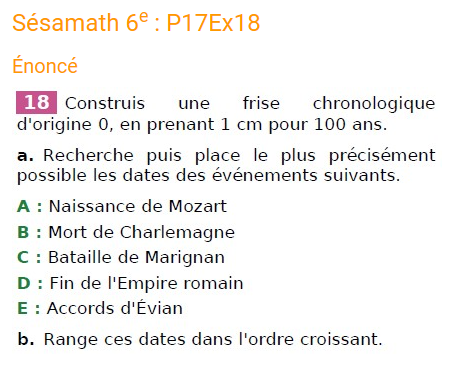 Sésamath 6e : P17Ex18
Énoncé
18 Construis une frise chronologique
d'origine 0, en prenant 1 cm pour 100 ans.
a. Recherche puis place le plus précisément
possible les dates des événements suivants.
A : Naissance de Mozart
B : Mort de Charlemagne
C : Bataille de Marignan
D : Fin de l'Empire romain
E : Accords d'Évian
b. Range ces dates dans l'ordre croissant.